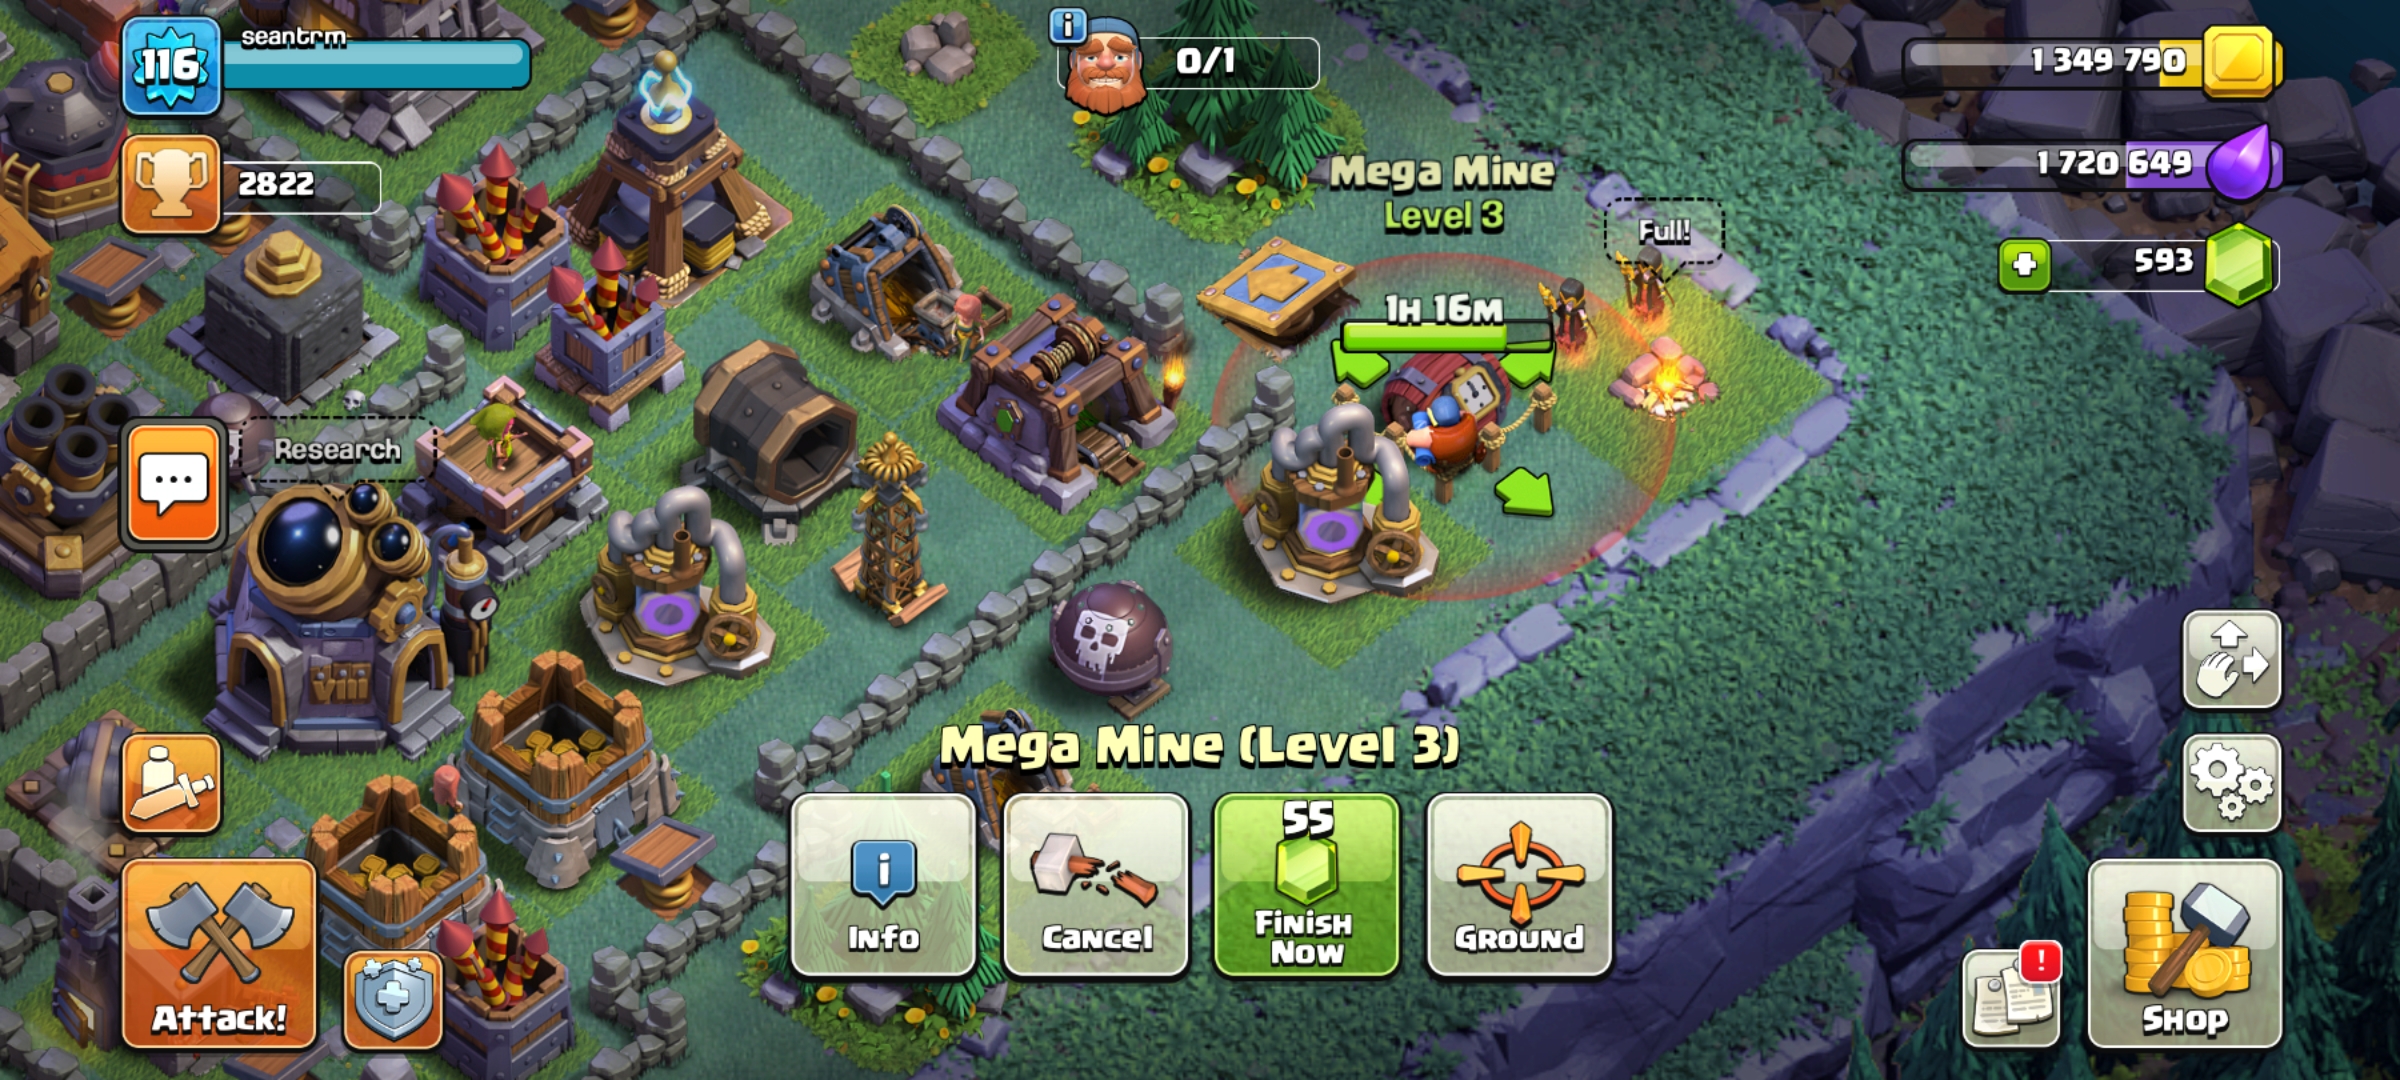 116
seantrm
0/1
1 349 790
2822
1 720 649
593
Mega Mine
Level 3
Full!
1H 16M
Research
VIII
Mega Mine (Level 3)
Info
Cancel
55
Finish
Now
Ground
Attack!
!
Shop